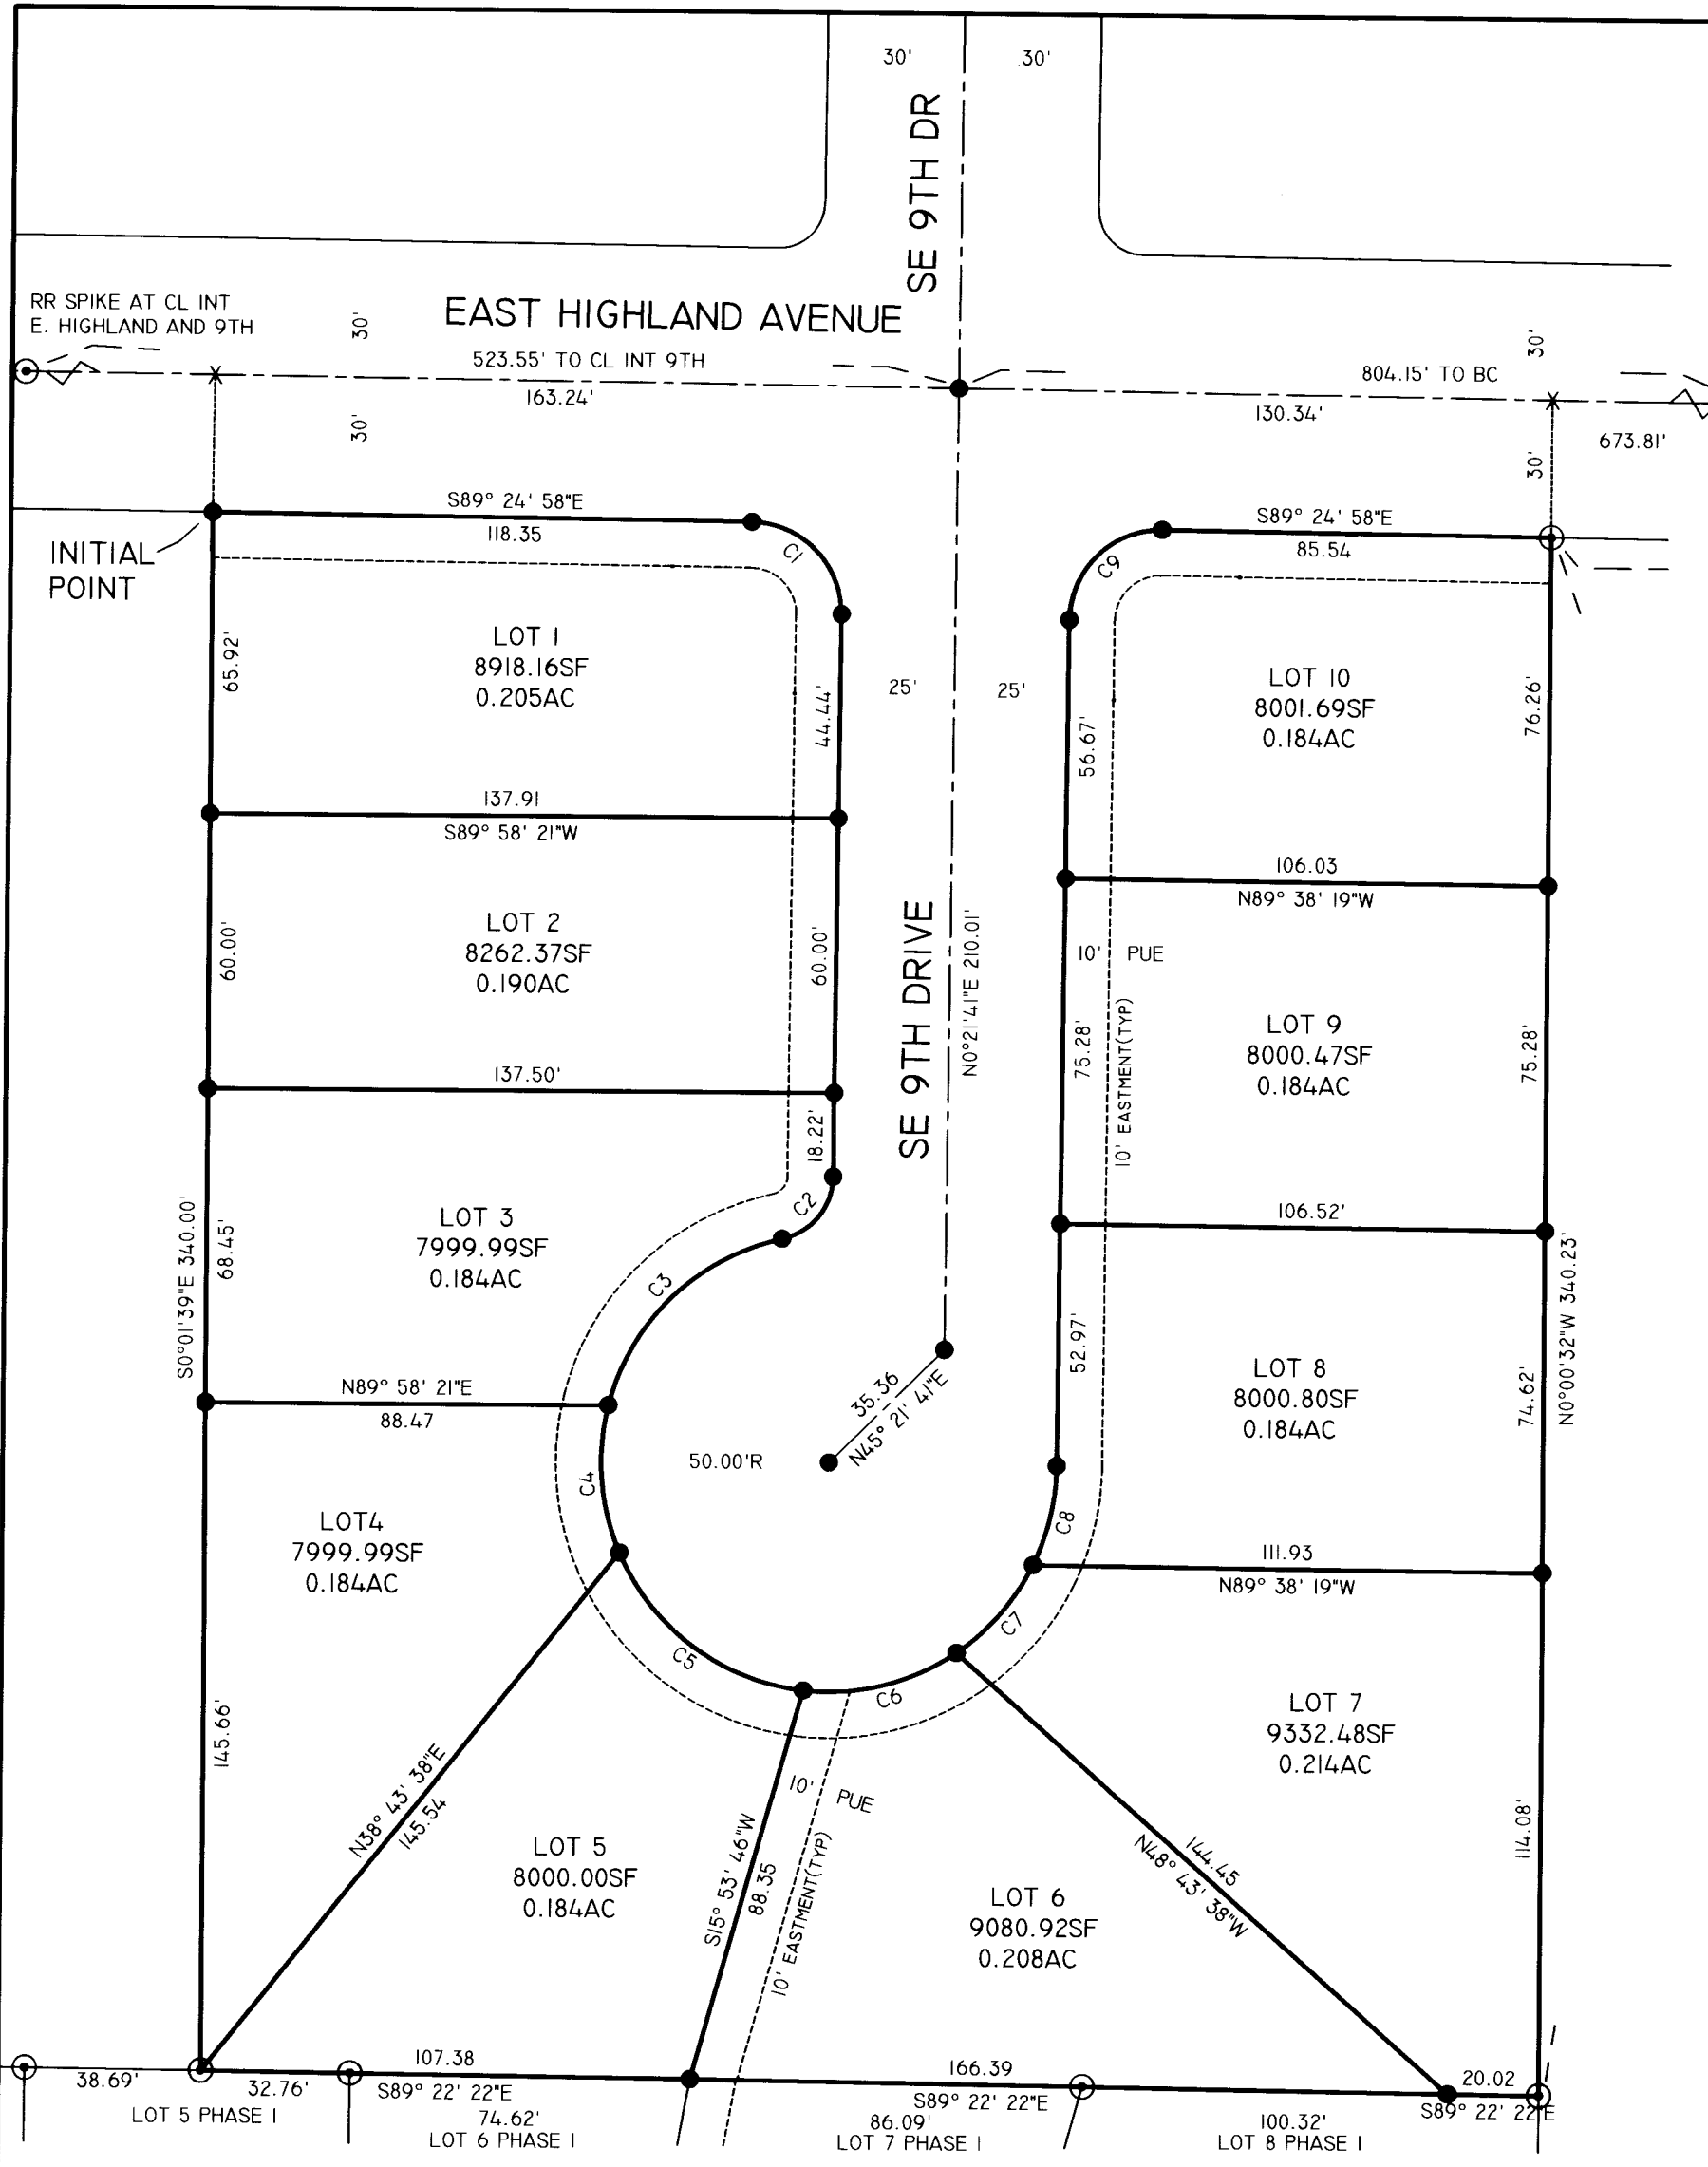 30'
30'
SE 9TH DR
RR SPIKE AT CL INT
E. HIGHLAND AND 9TH
30'
EAST HIGHLAND AVENUE
30'
523.55' TO CL INT 9TH
804.15' TO BC
163.24'
130.34'
30'
30'
673.81'
S89° 24' 58"E
118.35
S89° 24' 58"E
85.54
INITIAL
POINT
C1
C9
LOT 1
8918.16SF
0.205AC
65.92'
44.44'
25'
25'
56.67'
LOT 10
8001.69SF
0.184AC
76.26'
137.91
S89° 58' 21"W
106.03
N89° 38' 19"W
LOT 2
8262.37SF
0.190AC
60.00'
60.00'
SE 9TH DRIVE
N0°21'41"E 210.01'
10' PUE
10' EASTMENT(TYP)
75.28'
LOT 9
8000.47SF
0.184AC
75.28'
137.50'
18.22'
C2
106.52'
S0°01'39"E 340.00'
68.45'
LOT 3
7999.99SF
0.184AC
C3
52.97'
LOT 8
8000.80SF
0.184AC
74.62'
N0°00'32"W 340.23'
N89° 58' 21"E
88.47
35.36
N45° 21' 41"E
50.00'R
C4
LOT4
7999.99SF
0.184AC
C8
111.93
N89° 38' 19"W
C7
C5
C6
145.66'
N38° 43' 38"E
145.54
LOT 7
9332.48SF
0.214AC
114.08'
10' PUE
S15° 53' 46"W
88.35
10' EASTMENT(TYP)
144.45
N48° 43' 38"W
LOT 5
8000.00SF
0.184AC
LOT 6
9080.92SF
0.208AC
107.38
166.39
20.02
38.69'
32.76'
S89° 22' 22"E
S89° 22' 22"E
S89° 22' 22"E
LOT 5 PHASE I
74.62'
LOT 6 PHASE I
86.09'
LOT 7 PHASE I
100.32'
LOT 8 PHASE I